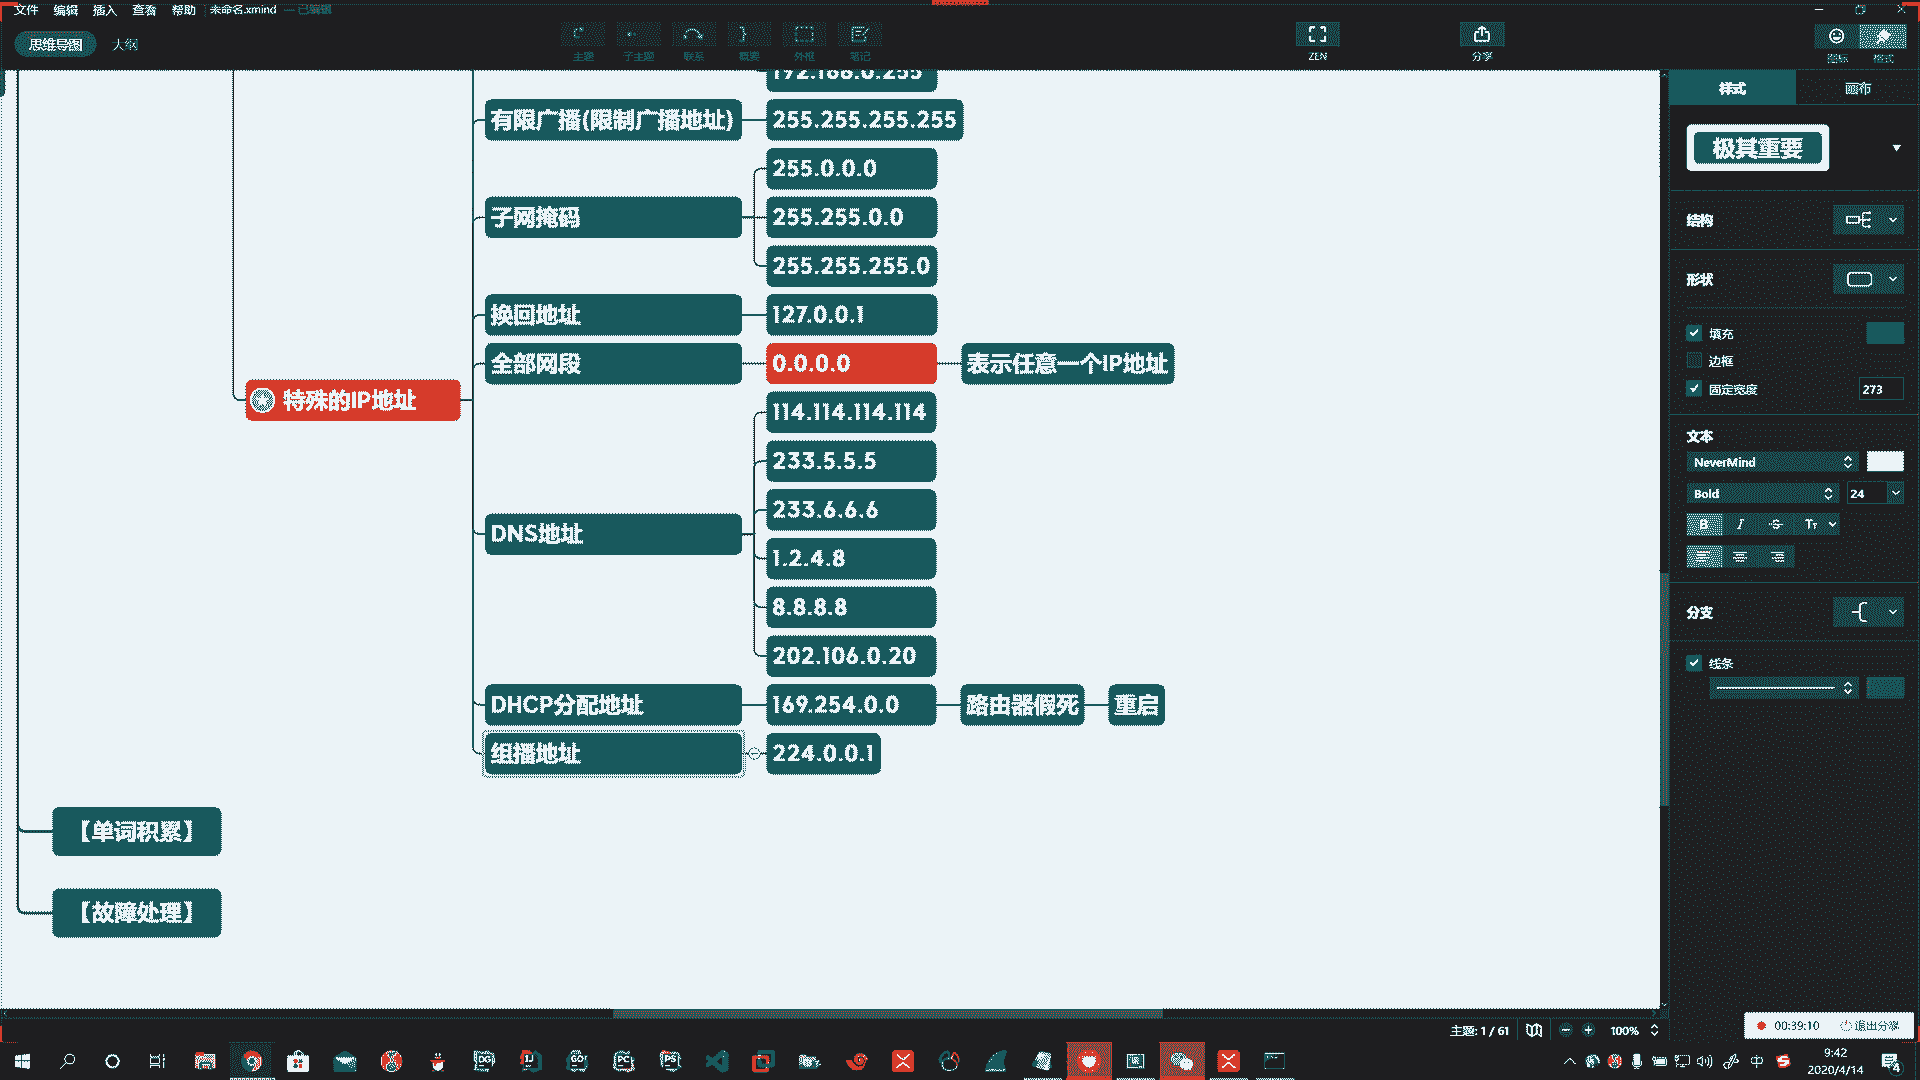 文件 编辑 插入 查看 帮助 未命名.xmind — 已编辑
思维导图 大纲
主题 子主题 联系 概要 外框 笔记 ZEN 分享 图标 格式
192.168.0.255
有限广播(限制广播地址) 255.255.255.255
255.0.0.0
子网掩码 255.255.0.0
255.255.255.0
换回地址 127.0.0.1
全部网段 0.0.0.0 表示任意一个IP地址
特殊的IP地址
114.114.114.114
233.5.5.5
233.6.6.6
DNS地址
1.2.4.8
8.8.8.8
202.106.0.20
DHCP分配地址 169.254.0.0 路由器假死 重启
组播地址 224.0.0.1
【单词积累】
【故障处理】
样式 画布
极其重要
结构
形状
填充
边框
固定宽度 273
文本
NeverMind
Bold 24
B I S Tт
分支
线条
主题: 1 / 61 100%
00:39:10 退出分享
DG IJ GO PC PS
中 S
9:42
2020/4/14
4